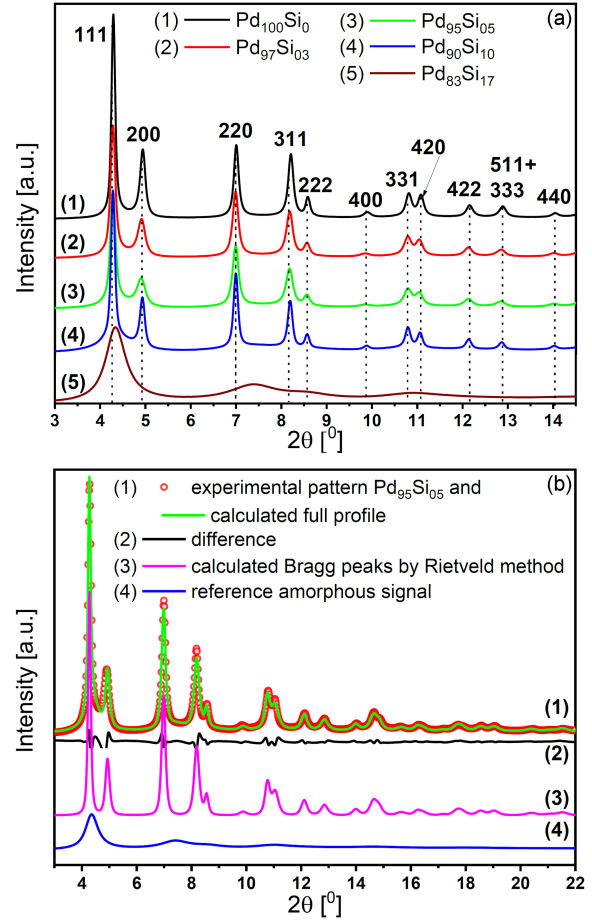 (a)
(1) Pd100Si0
(2) Pd97Si03
(3) Pd95Si05
(4) Pd90Si10
(5) Pd83Si17
111
200
220
311
222
400
331
420
422
511+
333
440
(1)
(2)
(3)
(4)
(5)
Intensity [a.u.]
3 4 5 6 7 8 9 10 11 12 13 14
2θ [⁰]
(b)
(1) experimental pattern Pd95Si05 and
calculated full profile
(2) difference
(3) calculated Bragg peaks by Rietveld method
(4) reference amorphous signal
(1)
(2)
(3)
(4)
Intensity [a.u.]
4 6 8 10 12 14 16 18 20 22
2θ [⁰]